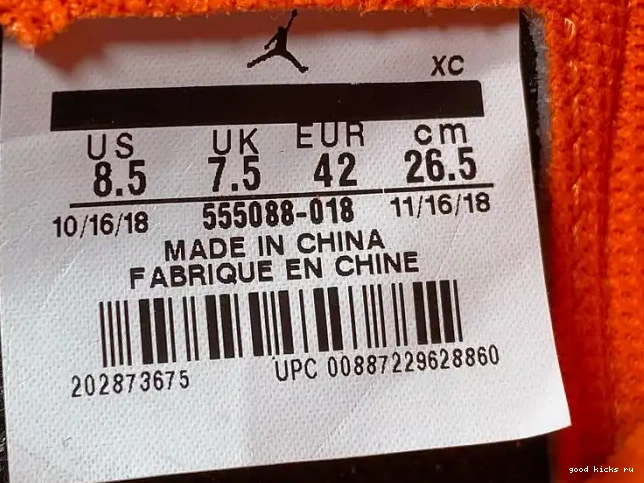 XC
US UK EUR cm
8.5 7.5 42 26.5
10/16/18 555088-018 11/16/18
MADE IN CHINA
FABRIQUE EN CHINE
202873675 UPC 00887229628860
good kicks ru